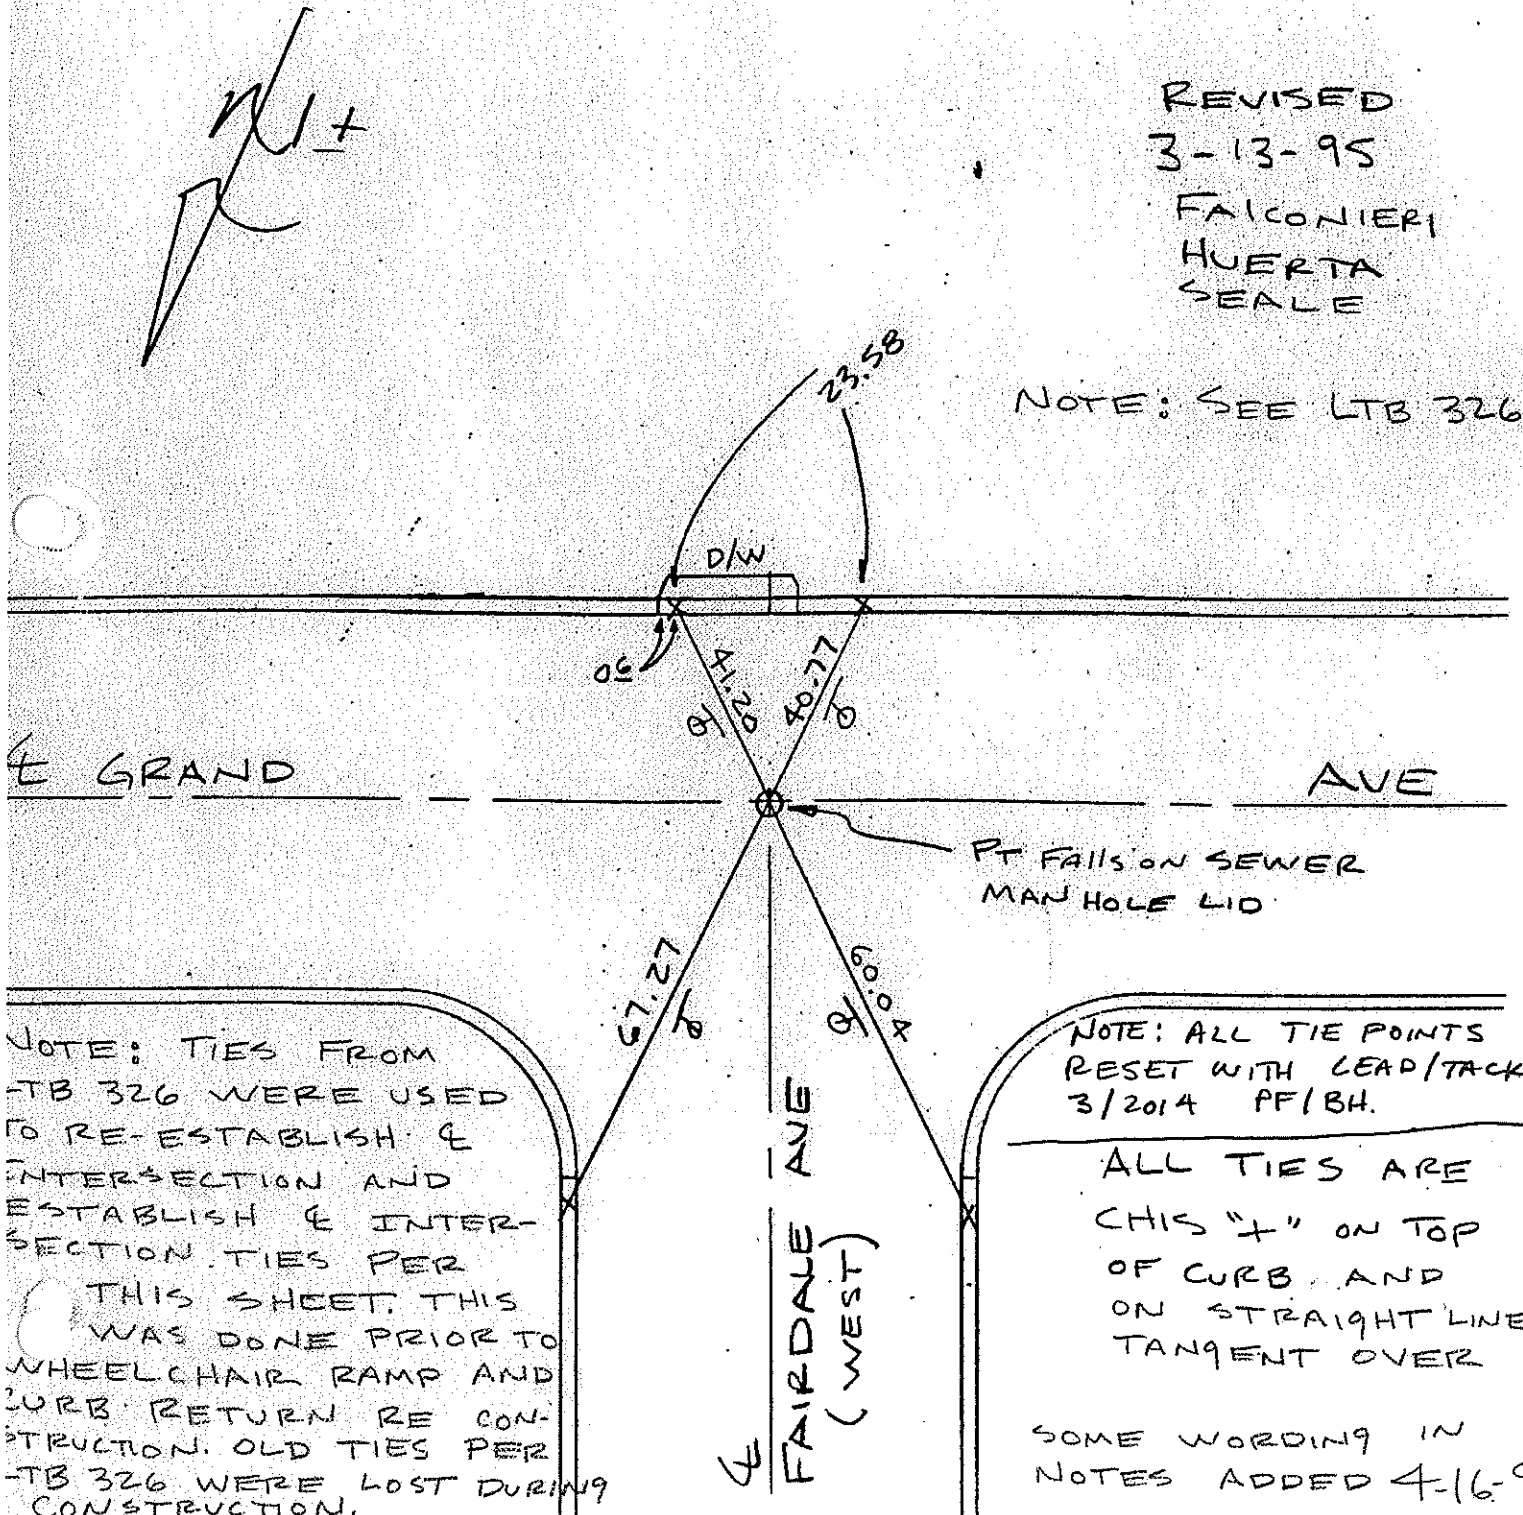 N ±
REVISED
3-13-95
FALCONIERI
HUERTA
SEALE
23.58
NOTE: SEE LTB 326
D/W
06
41.20
40.77
℄ GRAND AVE
PT FALLS ON SEWER
MAN HOLE LID
67.27
60.04
NOTE: TIES FROM
LTB 326 WERE USED
TO RE-ESTABLISH ℄
INTERSECTION AND
ESTABLISH ℄ INTER-
SECTION TIES PER
THIS SHEET. THIS
WAS DONE PRIOR TO
WHEELCHAIR RAMP AND
CURB RETURN RE CON-
STRUCTION. OLD TIES PER
LTB 326 WERE LOST DURING
CONSTRUCTION.
℄ FAIRDALE AVE
(WEST)
NOTE: ALL TIE POINTS
RESET WITH LEAD/TACK
3/2014 PF/BH.
ALL TIES ARE
CHIS "+" ON TOP
OF CURB AND
ON STRAIGHT LINE
TANGENT OVER
SOME WORDING IN
NOTES ADDED 4-16-